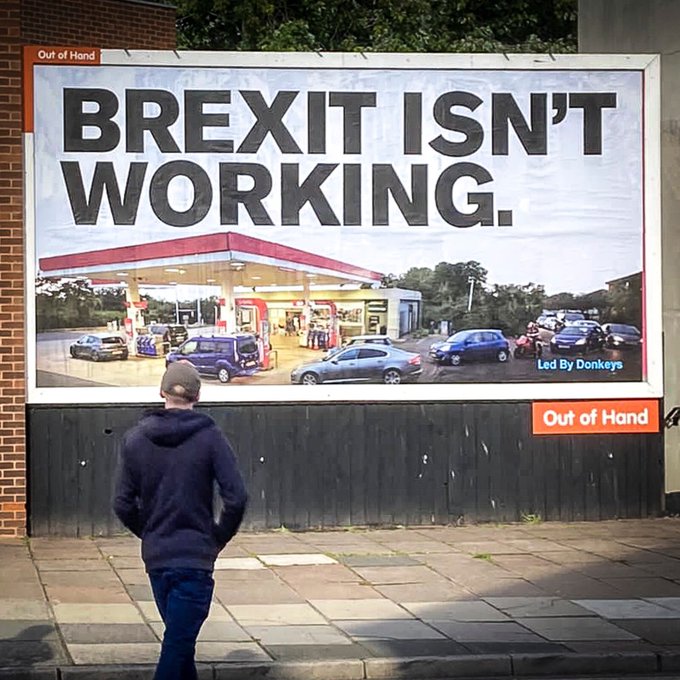 Out of Hand
BREXIT ISN'T
WORKING.
Led By Donkeys
Out of Hand